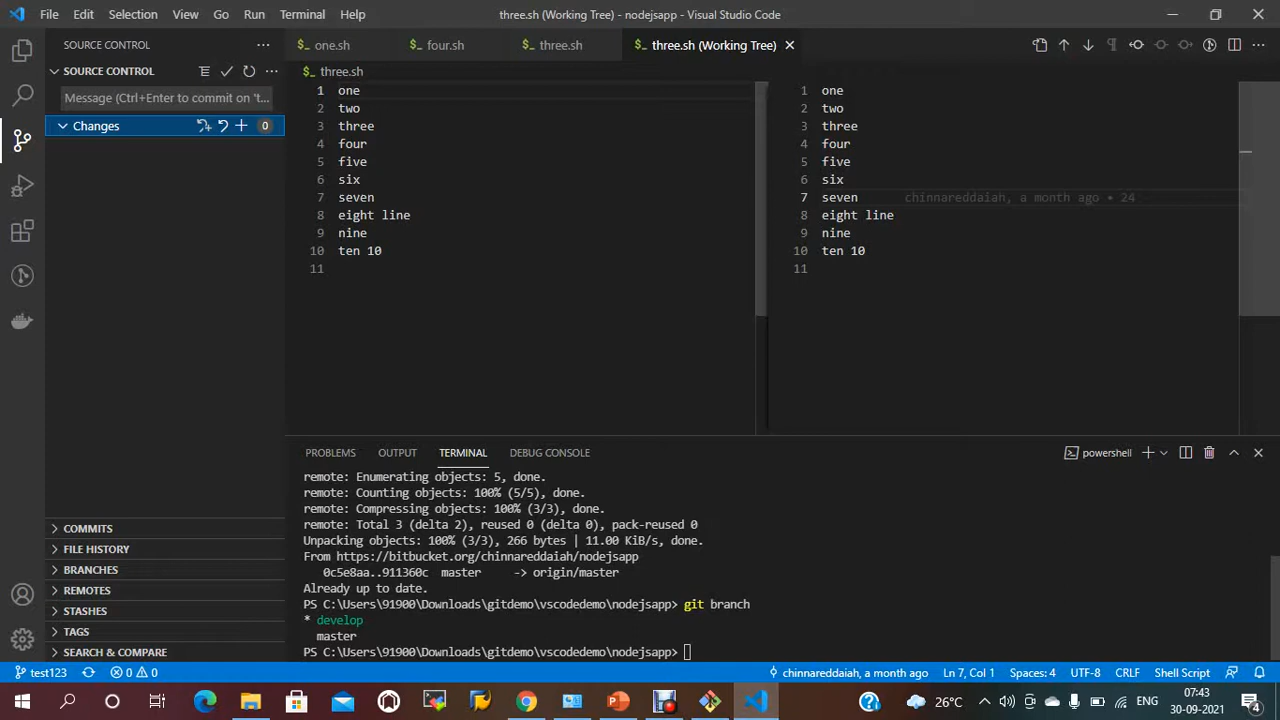 File Edit Selection View Go Run Terminal Help
three.sh (Working Tree) - nodejsapp - Visual Studio Code
SOURCE CONTROL
SOURCE CONTROL
Message (Ctrl+Enter to commit on 't...
Changes 0
COMMITS
FILE HISTORY
BRANCHES
REMOTES
STASHES
TAGS
SEARCH & COMPARE
one.sh four.sh three.sh three.sh (Working Tree)
three.sh
1 one
2 two
3 three
4 four
5 five
6 six
7 seven
8 eight line
9 nine
10 ten 10
11
1 one
2 two
3 three
4 four
5 five
6 six
7 seven chinnareddaiah, a month ago • 24
8 eight line
9 nine
10 ten 10
11
PROBLEMS OUTPUT TERMINAL DEBUG CONSOLE powershell
remote: Enumerating objects: 5, done.
remote: Counting objects: 100% (5/5), done.
remote: Compressing objects: 100% (3/3), done.
remote: Total 3 (delta 2), reused 0 (delta 0), pack-reused 0
Unpacking objects: 100% (3/3), 266 bytes | 11.00 KiB/s, done.
From https://bitbucket.org/chinnareddaiah/nodejsapp
0c5e8aa..911360c master -> origin/master
Already up to date.
PS C:\Users\91900\Downloads\gitdemo\vscodedemo\nodejsapp> git branch
* develop
master
PS C:\Users\91900\Downloads\gitdemo\vscodedemo\nodejsapp>
test123 0 0 chinnareddaiah, a month ago Ln 7, Col 1 Spaces: 4 UTF-8 CRLF Shell Script
26°C ENG 07:43
30-09-2021 4